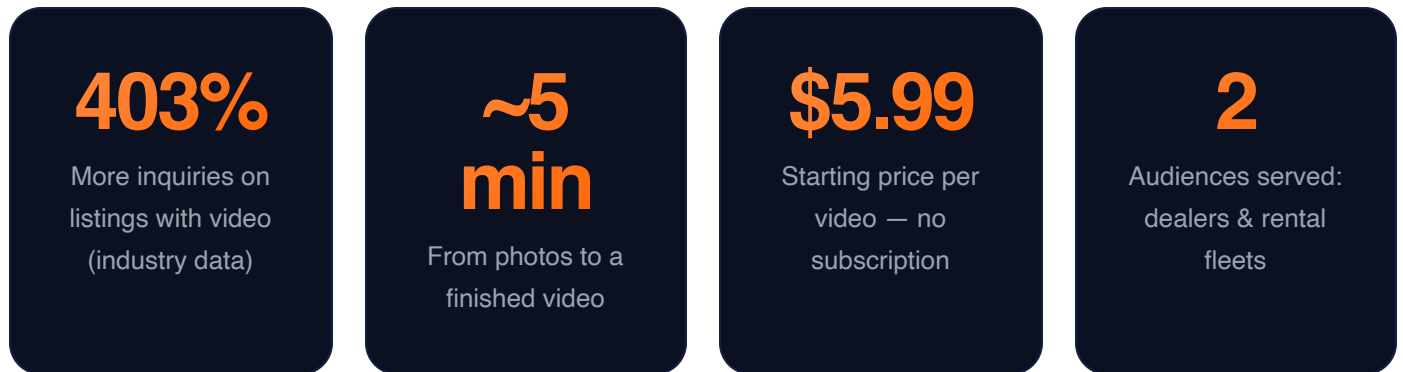 403%
More inquiries on
listings with video
(industry data)
~5
min
From photos to a
finished video
$5.99
Starting price per
video — no
subscription
2
Audiences served:
dealers & rental
fleets